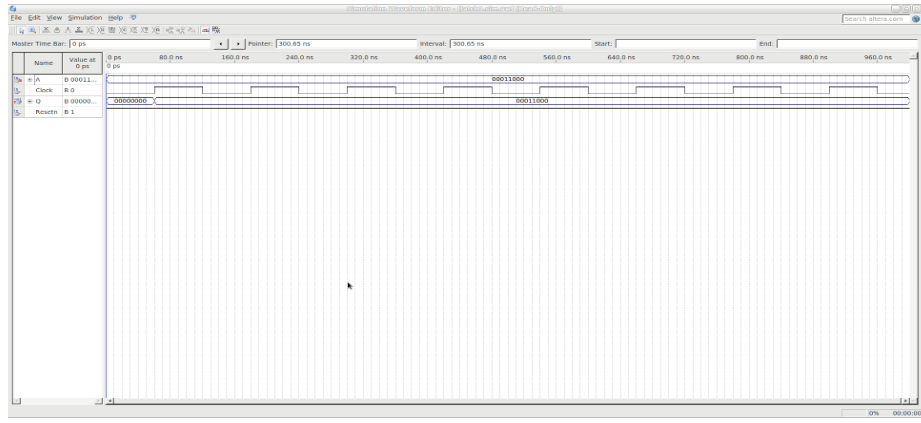 File Edit View Simulation Help
Search altera.com
Master Time Bar: 0 ps Pointer: 300.65 ns Interval: 300.65 ns Start: End:
Name Value at 0 ps 0 ps 80.0 ns 160.0 ns 240.0 ns 320.0 ns 400.0 ns 480.0 ns 560.0 ns 640.0 ns 720.0 ns 800.0 ns 880.0 ns 960.0 ns
0 ps
A B 00011... 00011000
Clock B 0
Q B 00000... 00000000 00011000
Resetn B 1
0% 00:00:00